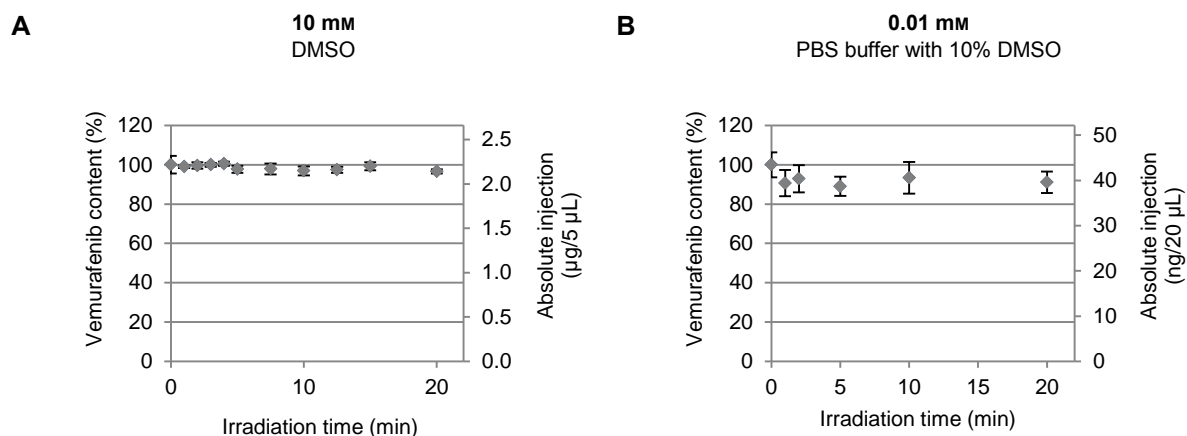 A
10 mM
DMSO
Vemurafenib content (%)
120
100
80
60
40
20
0
2.5
2.2
1.6
1.0
0.5
0.0
Absolute injection
(µg/5 µL)
0
10
20
Irradiation time (min)
B
0.01 mM
PBS buffer with 10% DMSO
Vemurafenib content (%)
120
100
80
60
40
20
0
50
40
30
20
10
0
Absolute injection
(ng/20 µL)
0
5
10
15
20
Irradiation time (min)